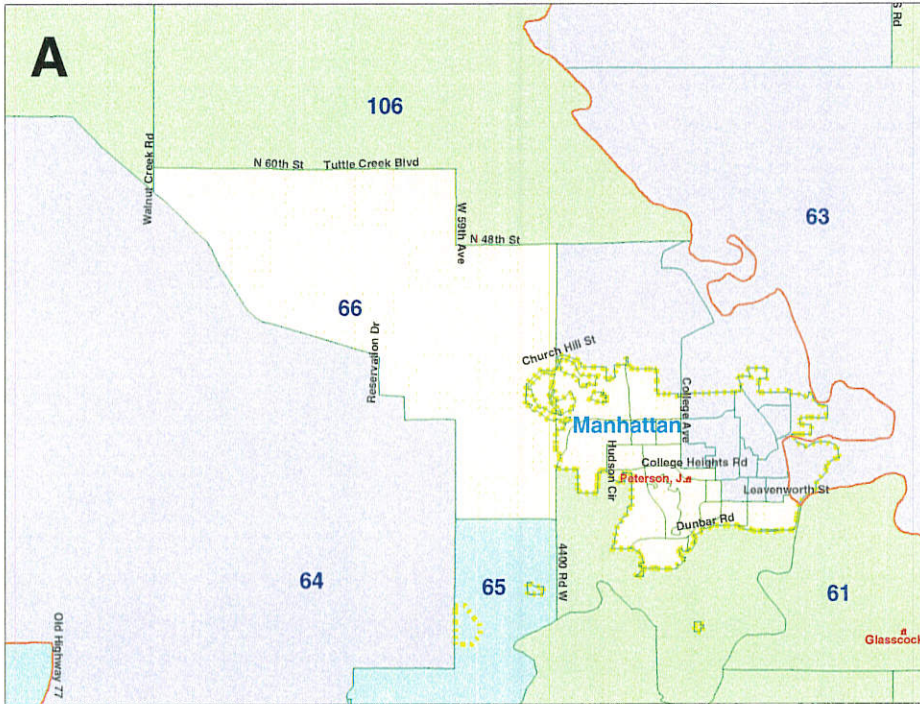 A
106
N 60th St Tuttle Creek Blvd
Walnut Creek Rd
W 59th Ave
N 48th St
63
66
Reservation Dr
Church Hill St
College Ave
Manhattan
Hudson Cir
College Heights Rd
Peterson, J.
Leavenworth St
Dunbar Rd
4400 Rd W
64
65
61
Old Highway 77
Glasscock